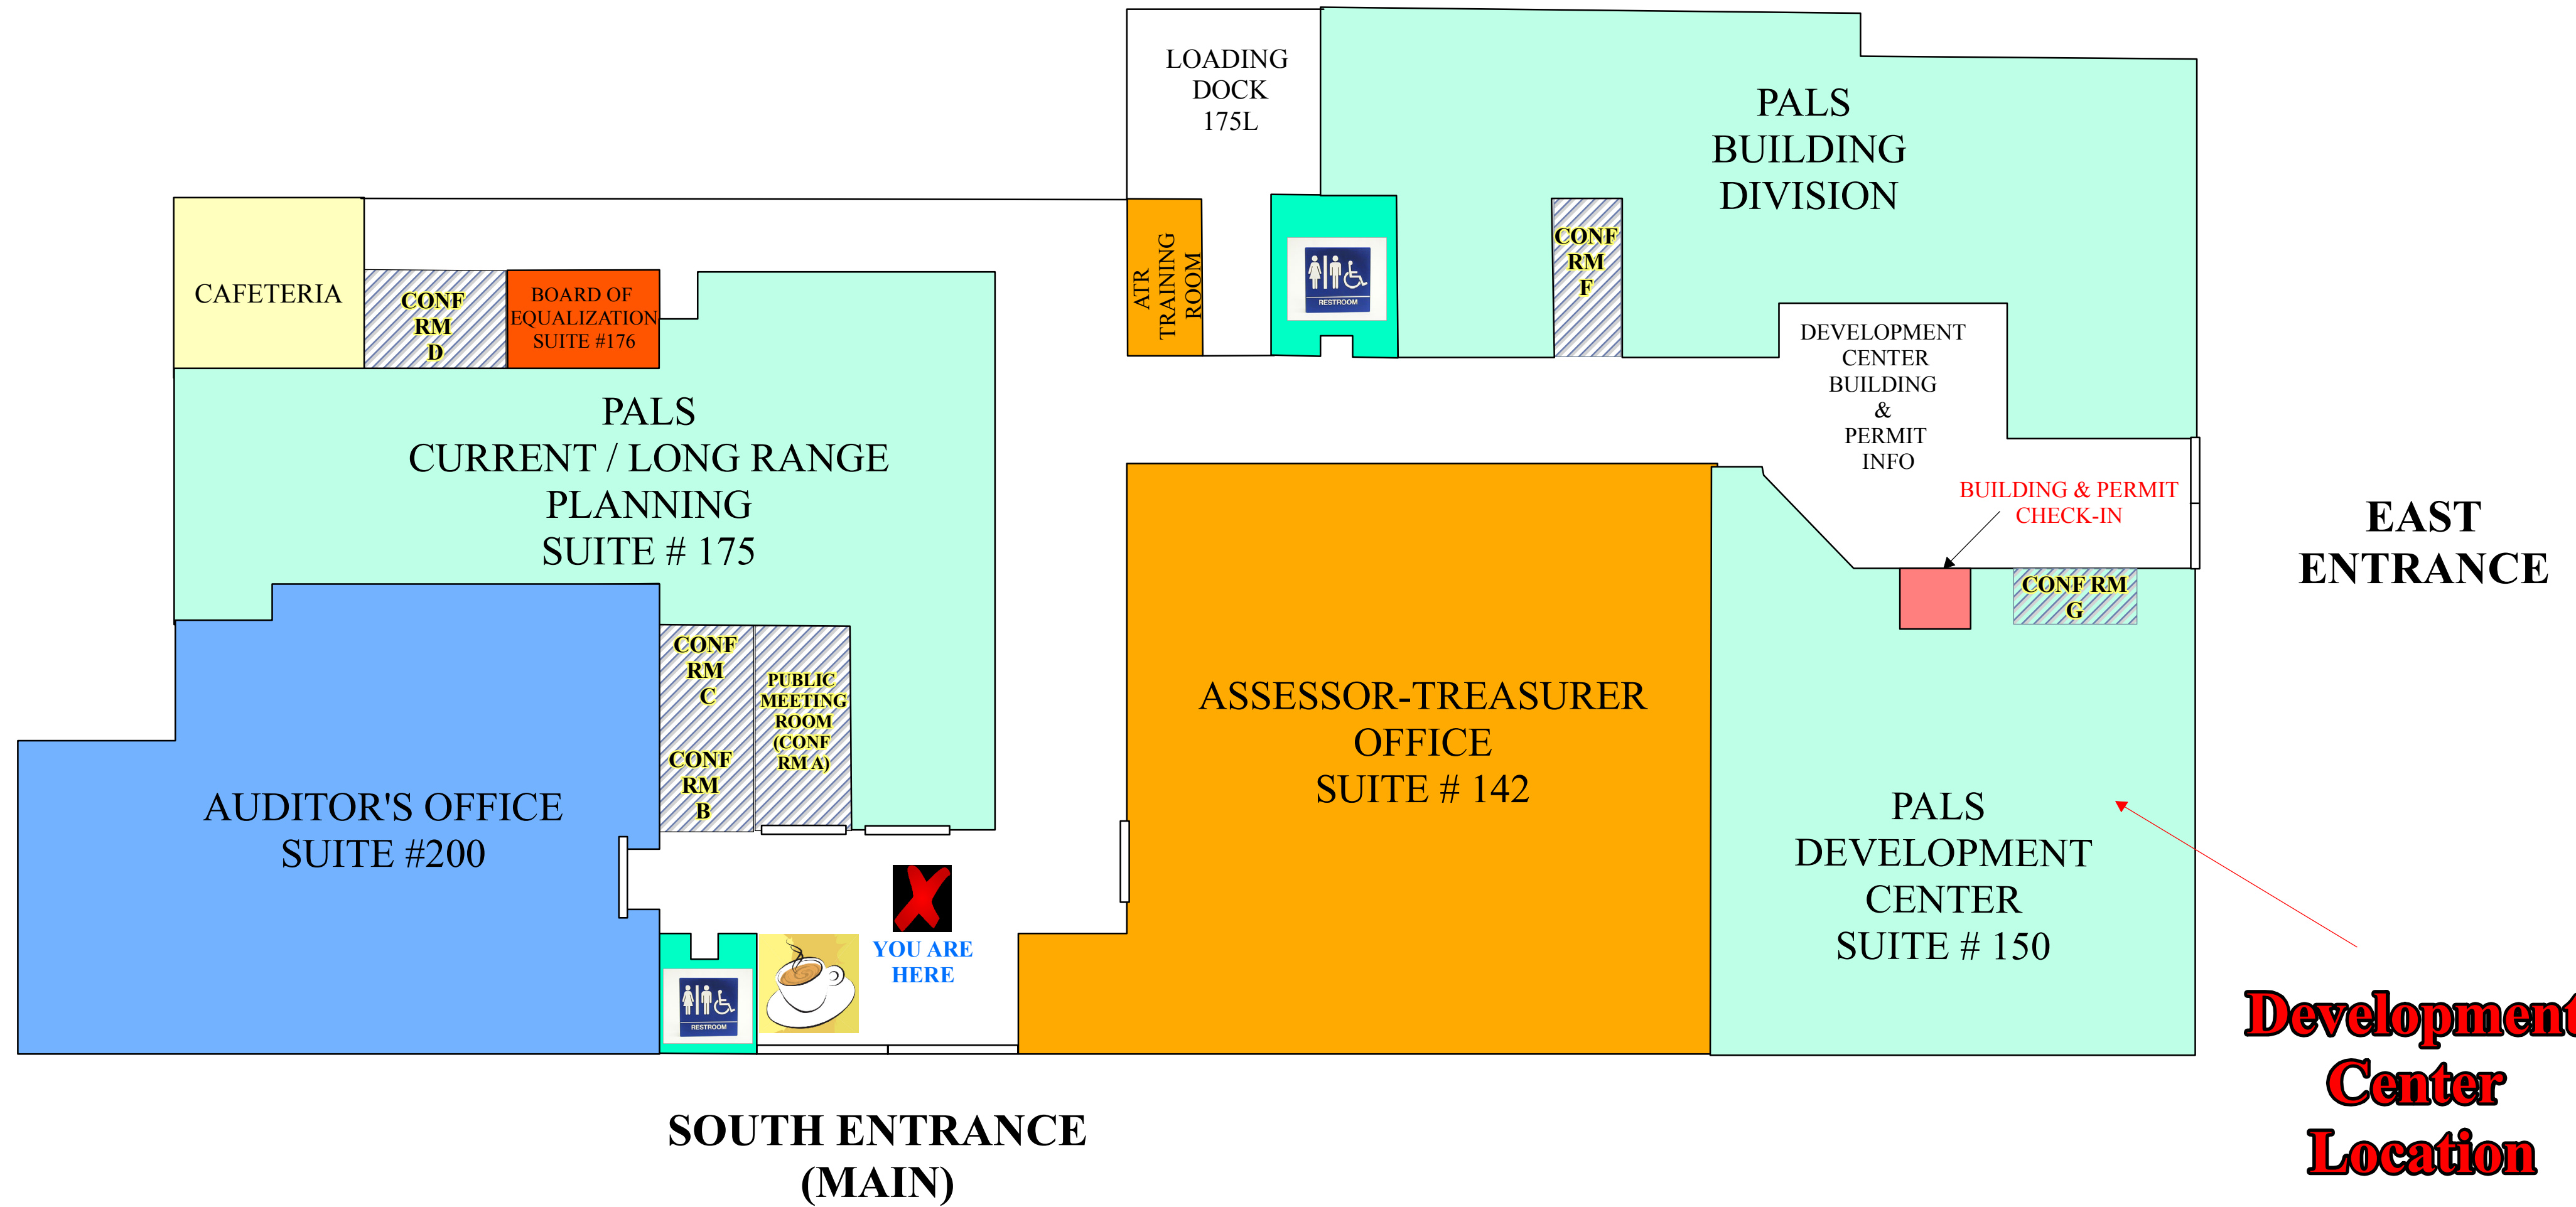 LOADING
DOCK
175L
PALS
BUILDING
DIVISION
ATR
TRAINING
ROOM
RESTROOM
CONF
RM
F
CAFETERIA
CONF
RM
D
BOARD OF
EQUALIZATION
SUITE #176
DEVELOPMENT
CENTER
BUILDING
&
PERMIT
INFO
PALS
CURRENT / LONG RANGE
PLANNING
SUITE # 175
BUILDING & PERMIT
CHECK-IN
EAST
ENTRANCE
CONF RM
G
CONF
RM
C
PUBLIC
MEETING
ROOM
(CONF
RM A)
CONF
RM
B
ASSESSOR-TREASURER
OFFICE
SUITE # 142
AUDITOR'S OFFICE
SUITE #200
PALS
DEVELOPMENT
CENTER
SUITE # 150
YOU ARE
HERE
RESTROOM
Development
Center
Location
SOUTH ENTRANCE
(MAIN)